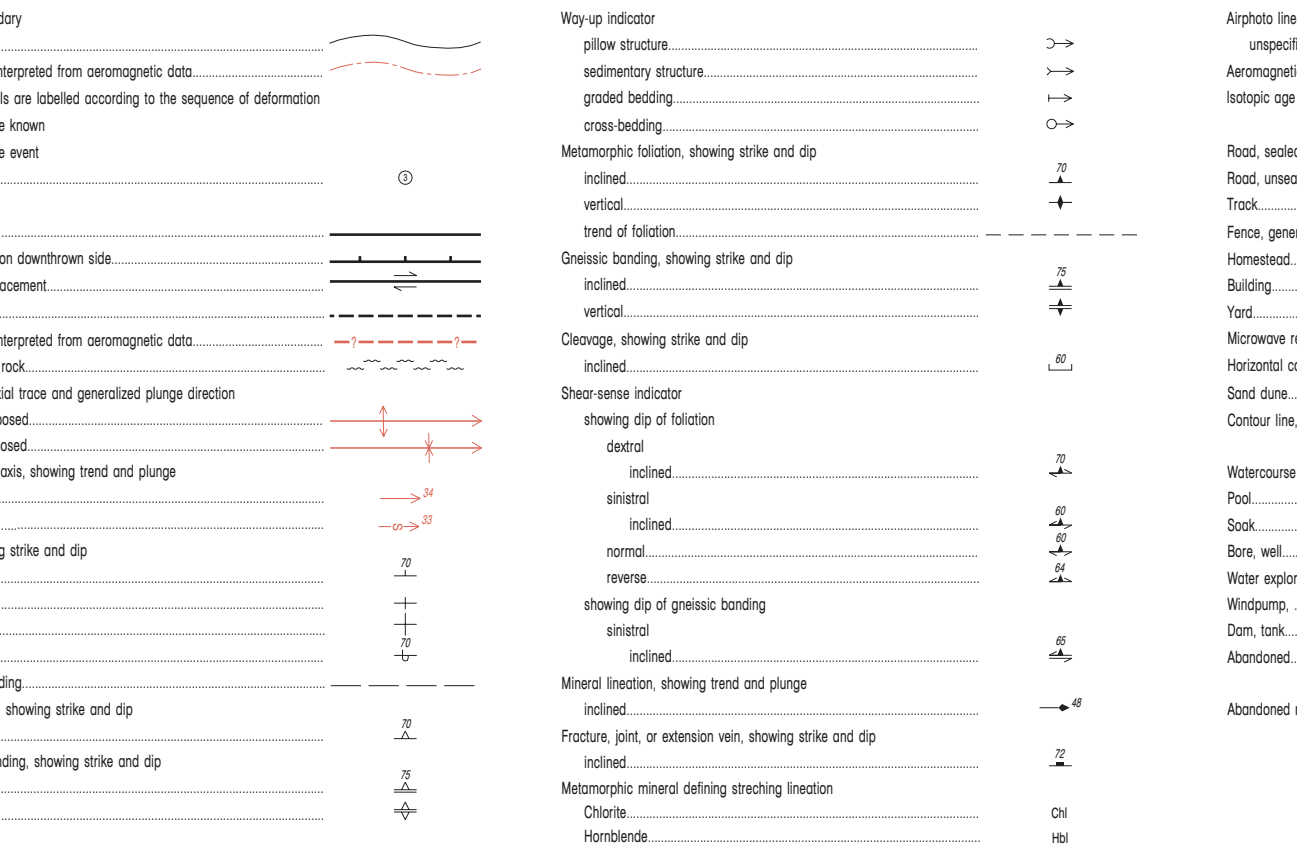 dary
nterpreted from aeromagnetic data
ls are labelled according to the sequence of deformation
e known
e event
3
on downthrown side
acement
nterpreted from aeromagnetic data
? ?
rock
xial trace and generalized plunge direction
posed
osed
axis, showing trend and plunge
34
S 33
g strike and dip
70
70
ding
showing strike and dip
70
nding, showing strike and dip
75
Way-up indicator
pillow structure
sedimentary structure
graded bedding
cross-bedding
Metamorphic foliation, showing strike and dip
inclined 70
vertical
trend of foliation
Gneissic banding, showing strike and dip
inclined 75
vertical
Cleavage, showing strike and dip
inclined 60
Shear-sense indicator
showing dip of foliation
dextral
inclined 70
sinistral
inclined 60
normal 60
reverse 64
showing dip of gneissic banding
sinistral
inclined 65
Mineral lineation, showing trend and plunge
inclined 48
Fracture, joint, or extension vein, showing strike and dip
inclined 72
Metamorphic mineral defining streching lineation
Chlorite Chl
Hornblende Hbl
Airphoto line
unspecifi
Aeromagneti
Isotopic age
Road, sealed
Road, unsea
Track
Fence, gener
Homestead
Building
Yard
Microwave re
Horizontal co
Sand dune
Contour line,
Watercourse
Pool
Soak
Bore, well
Water explor
Windpump,
Dam, tank
Abandoned
Abandoned m